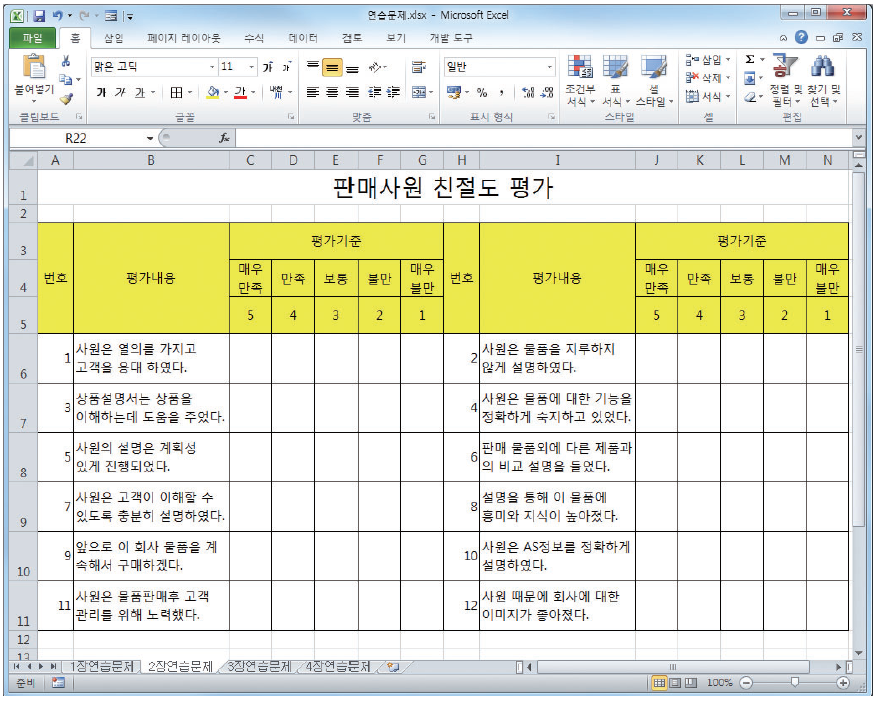 연습문제.xlsx - Microsoft Excel
파일 홈 삽입 페이지 레이아웃 수식 데이터 검토 보기 개발 도구
붙여넣기
맑은 고딕 11 가 가
가 가 가 내천
일반
% ,
조건부 서식 표 서식 셀 스타일
삽입
삭제
서식
Σ
정렬 및 필터 찾기 및 선택
클립보드 글꼴 맞춤 표시 형식 스타일 셀 편집
R22 fx
A B C D E F G H I J K L M N
1 판매사원 친절도 평가
2
3 번호 평가내용 평가기준 번호 평가내용 평가기준
4 매우 만족 만족 보통 불만 매우 불만 매우 만족 만족 보통 불만 매우 불만
5 5 4 3 2 1 5 4 3 2 1
6 1 사원은 열의를 가지고 2 사원은 물품을 지루하지
고객을 응대 하였다. 않게 설명하였다.
7 3 상품설명서는 상품을 4 사원은 물품에 대한 기능을
이해하는데 도움을 주었다. 정확하게 숙지하고 있었다.
8 5 사원의 설명은 계획성 6 판매 물품외에 다른 제품과
있게 진행되었다. 의 비교 설명을 들었다.
9 7 사원은 고객이 이해할 수 8 설명을 통해 이 물품에
있도록 충분히 설명하였다. 흥미와 지식이 높아졌다.
10 9 앞으로 이 회사 물품을 계 10 사원은 AS정보를 정확하게
속해서 구매하겠다. 설명하였다.
11 11 사원은 물품판매후 고객 12 사원 때문에 회사에 대한
관리를 위해 노력했다. 이미지가 좋아졌다.
12
13
1장연습문제 2장연습문제 3장연습문제 4장연습문제
준비 100%